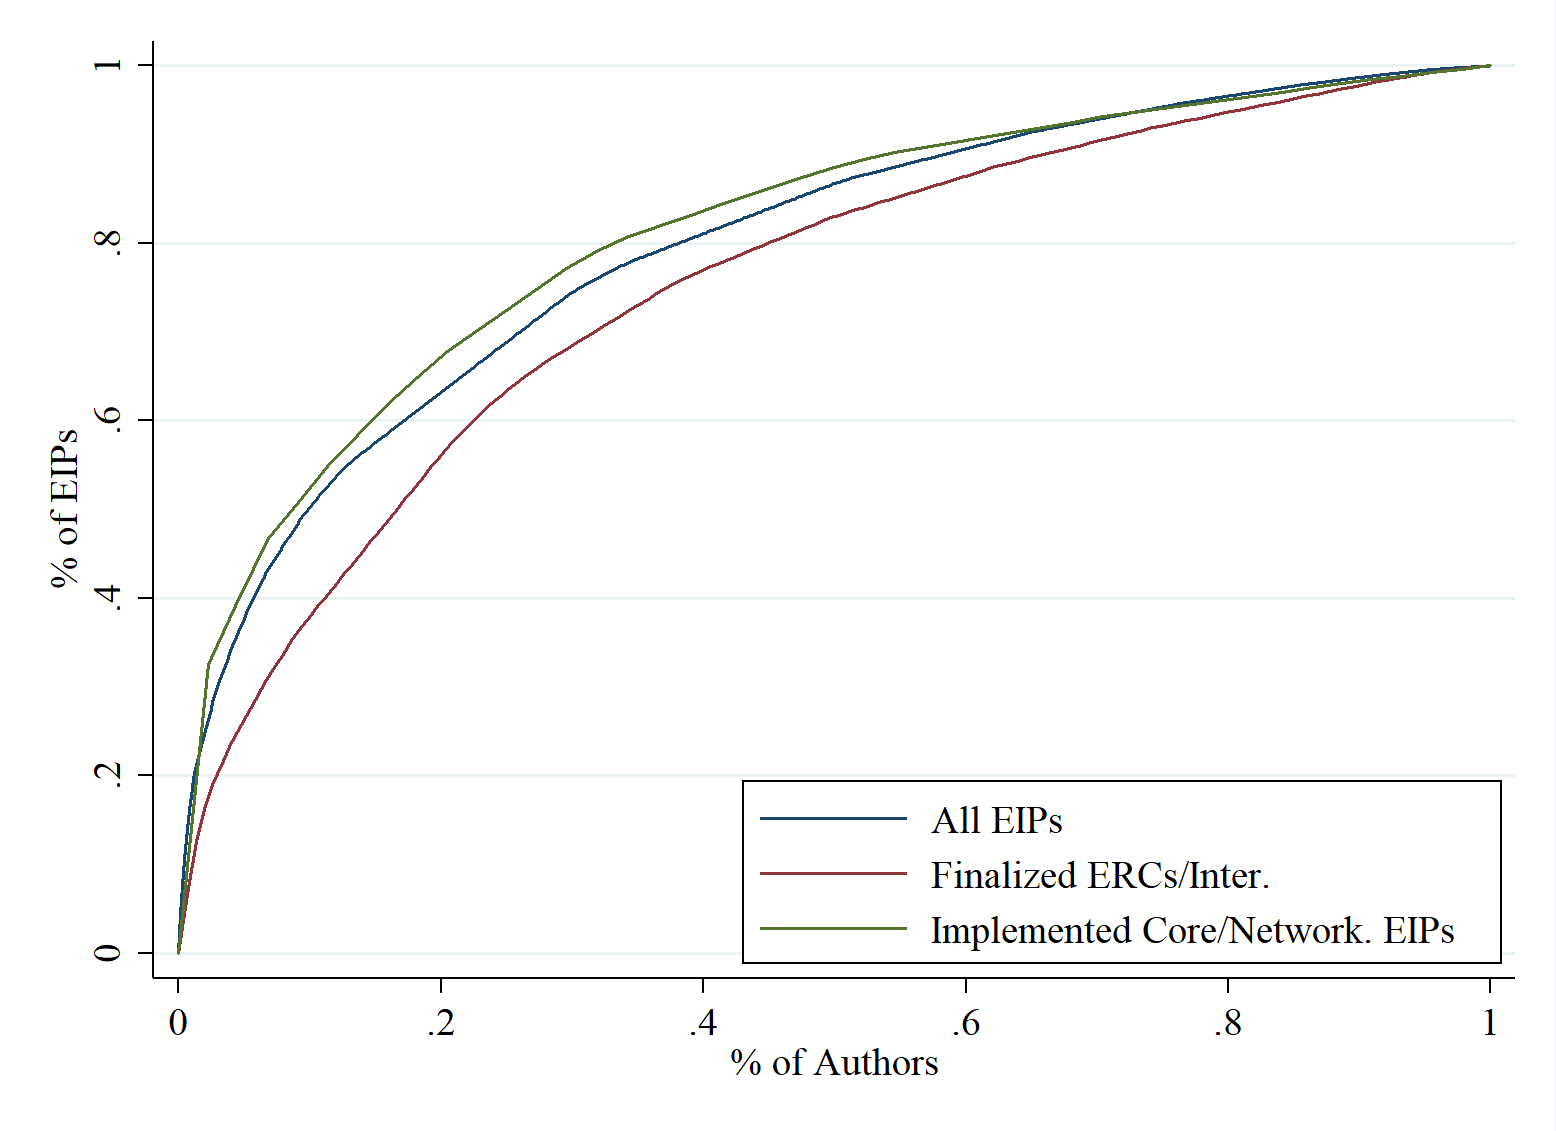 % of EIPs
1
.8
.6
.4
.2
0
All EIPs
Finalized ERCs/Inter.
Implemented Core/Network. EIPs
0 .2 .4 .6 .8 1
% of Authors